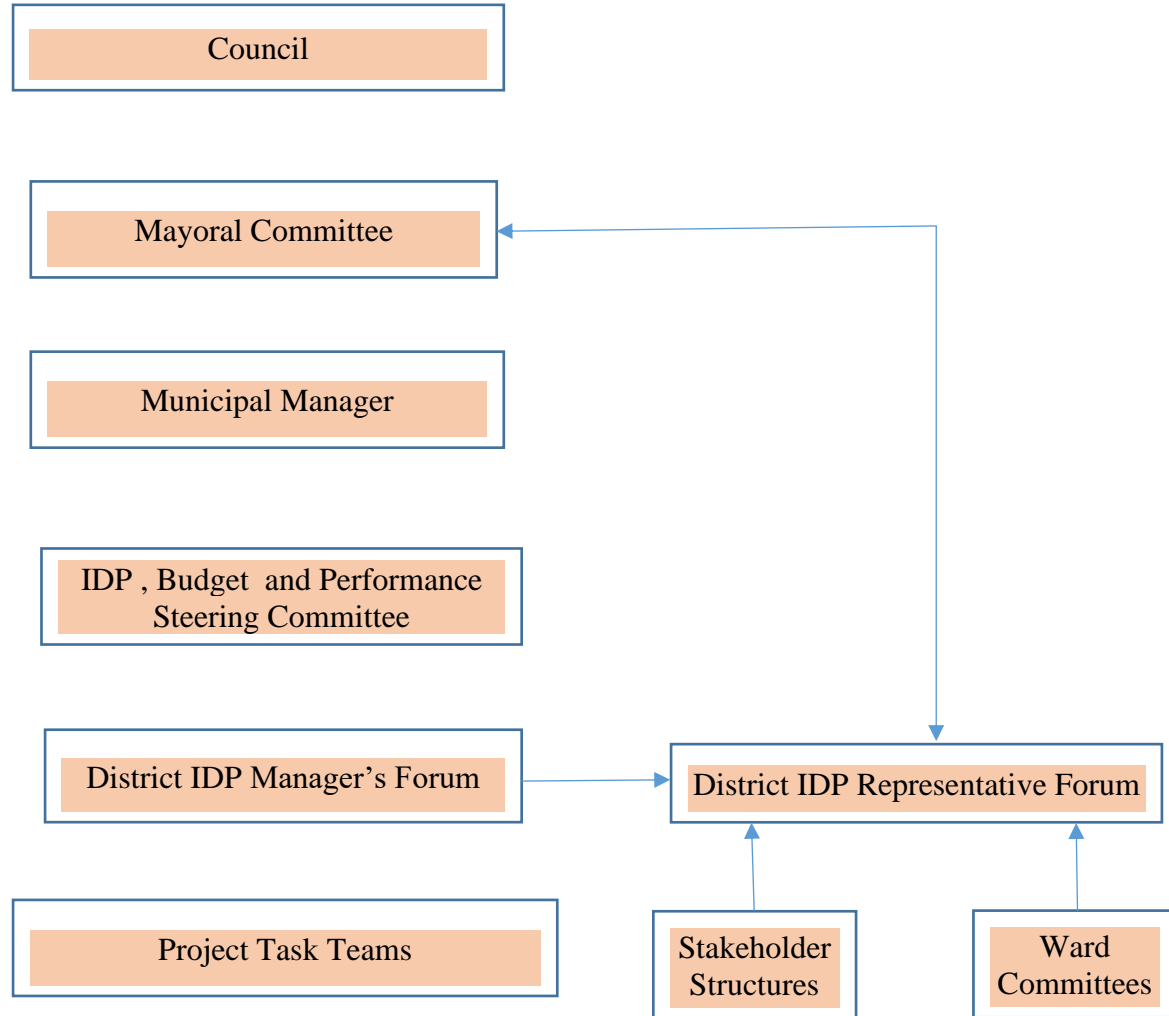 Council
Mayoral Committee
Municipal Manager
IDP , Budget and Performance
Steering Committee
District IDP Manager’s Forum
District IDP Representative Forum
Project Task Teams
Stakeholder
Structures
Ward
Committees